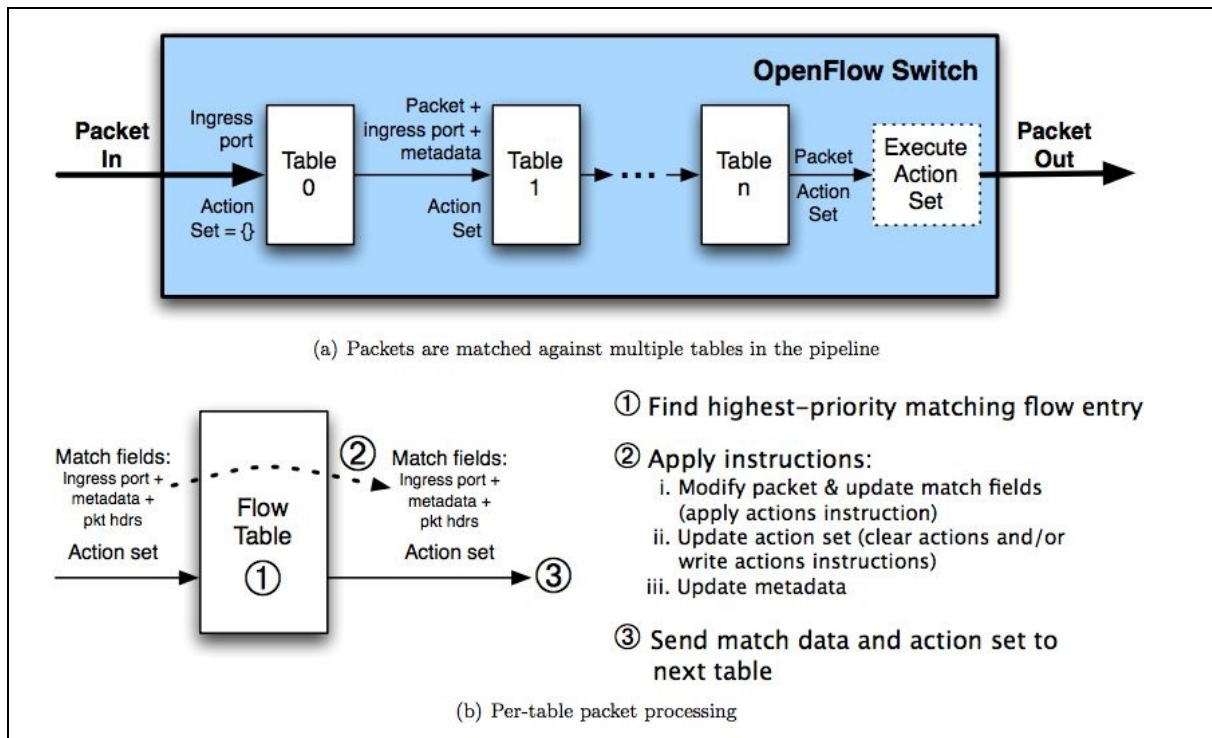 OpenFlow Switch
Packet
In
Ingress
port
Action
Set = {}
Table
0
Packet +
ingress port +
metadata
Action
Set
Table
1
...
Table
n
Packet
Action
Set
Execute
Action
Set
Packet
Out
(a) Packets are matched against multiple tables in the pipeline
Match fields:
Ingress port +
metadata +
pkt hdrs
Action set
Flow
Table
①
②
Match fields:
Ingress port +
metadata +
pkt hdrs
Action set
③
① Find highest-priority matching flow entry
② Apply instructions:
i. Modify packet & update match fields
(apply actions instruction)
ii. Update action set (clear actions and/or
write actions instructions)
iii. Update metadata
③ Send match data and action set to
next table
(b) Per-table packet processing